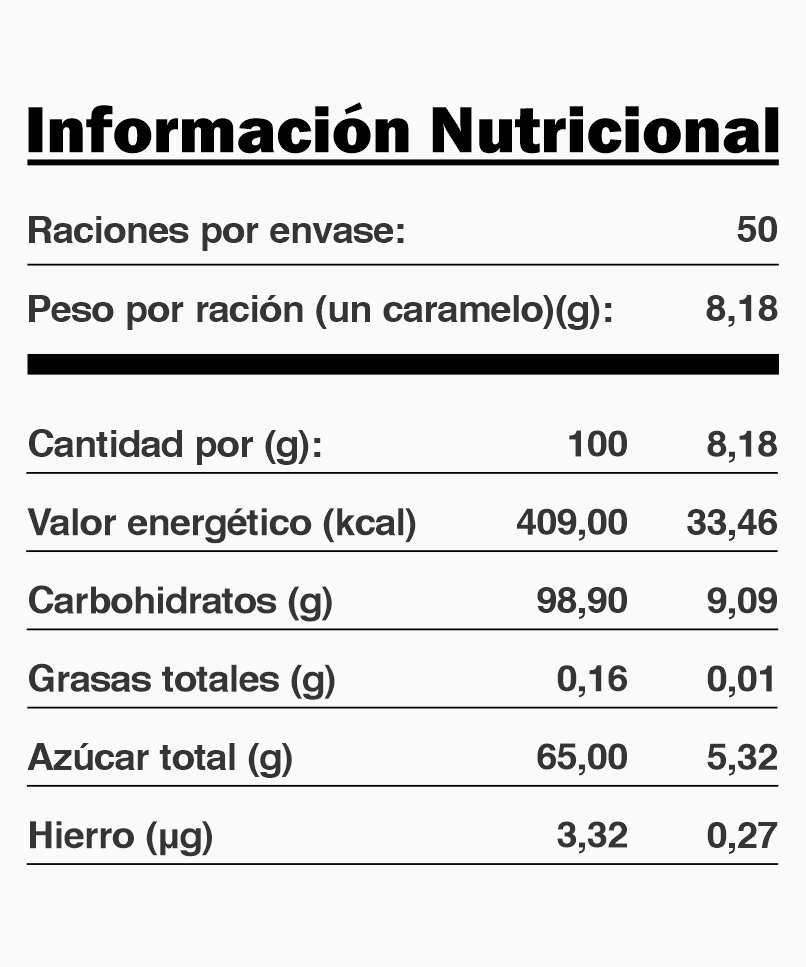 Información Nutricional
Raciones por envase: 50
Peso por ración (un caramelo)(g): 8,18
Cantidad por (g): 100 8,18
Valor energético (kcal) 409,00 33,46
Carbohidratos (g) 98,90 9,09
Grasas totales (g) 0,16 0,01
Azúcar total (g) 65,00 5,32
Hierro (µg) 3,32 0,27